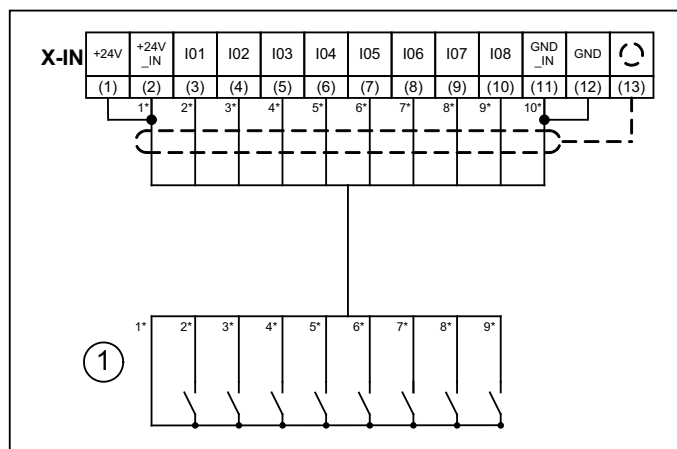 X-IN +24V +24V I01 I02 I03 I04 I05 I06 I07 I08 GND GND
_IN _IN
(1) (2) (3) (4) (5) (6) (7) (8) (9) (10) (11) (12) (13)
1* 2* 3* 4* 5* 6* 7* 8* 9* 10*
1* 2* 3* 4* 5* 6* 7* 8* 9*
1